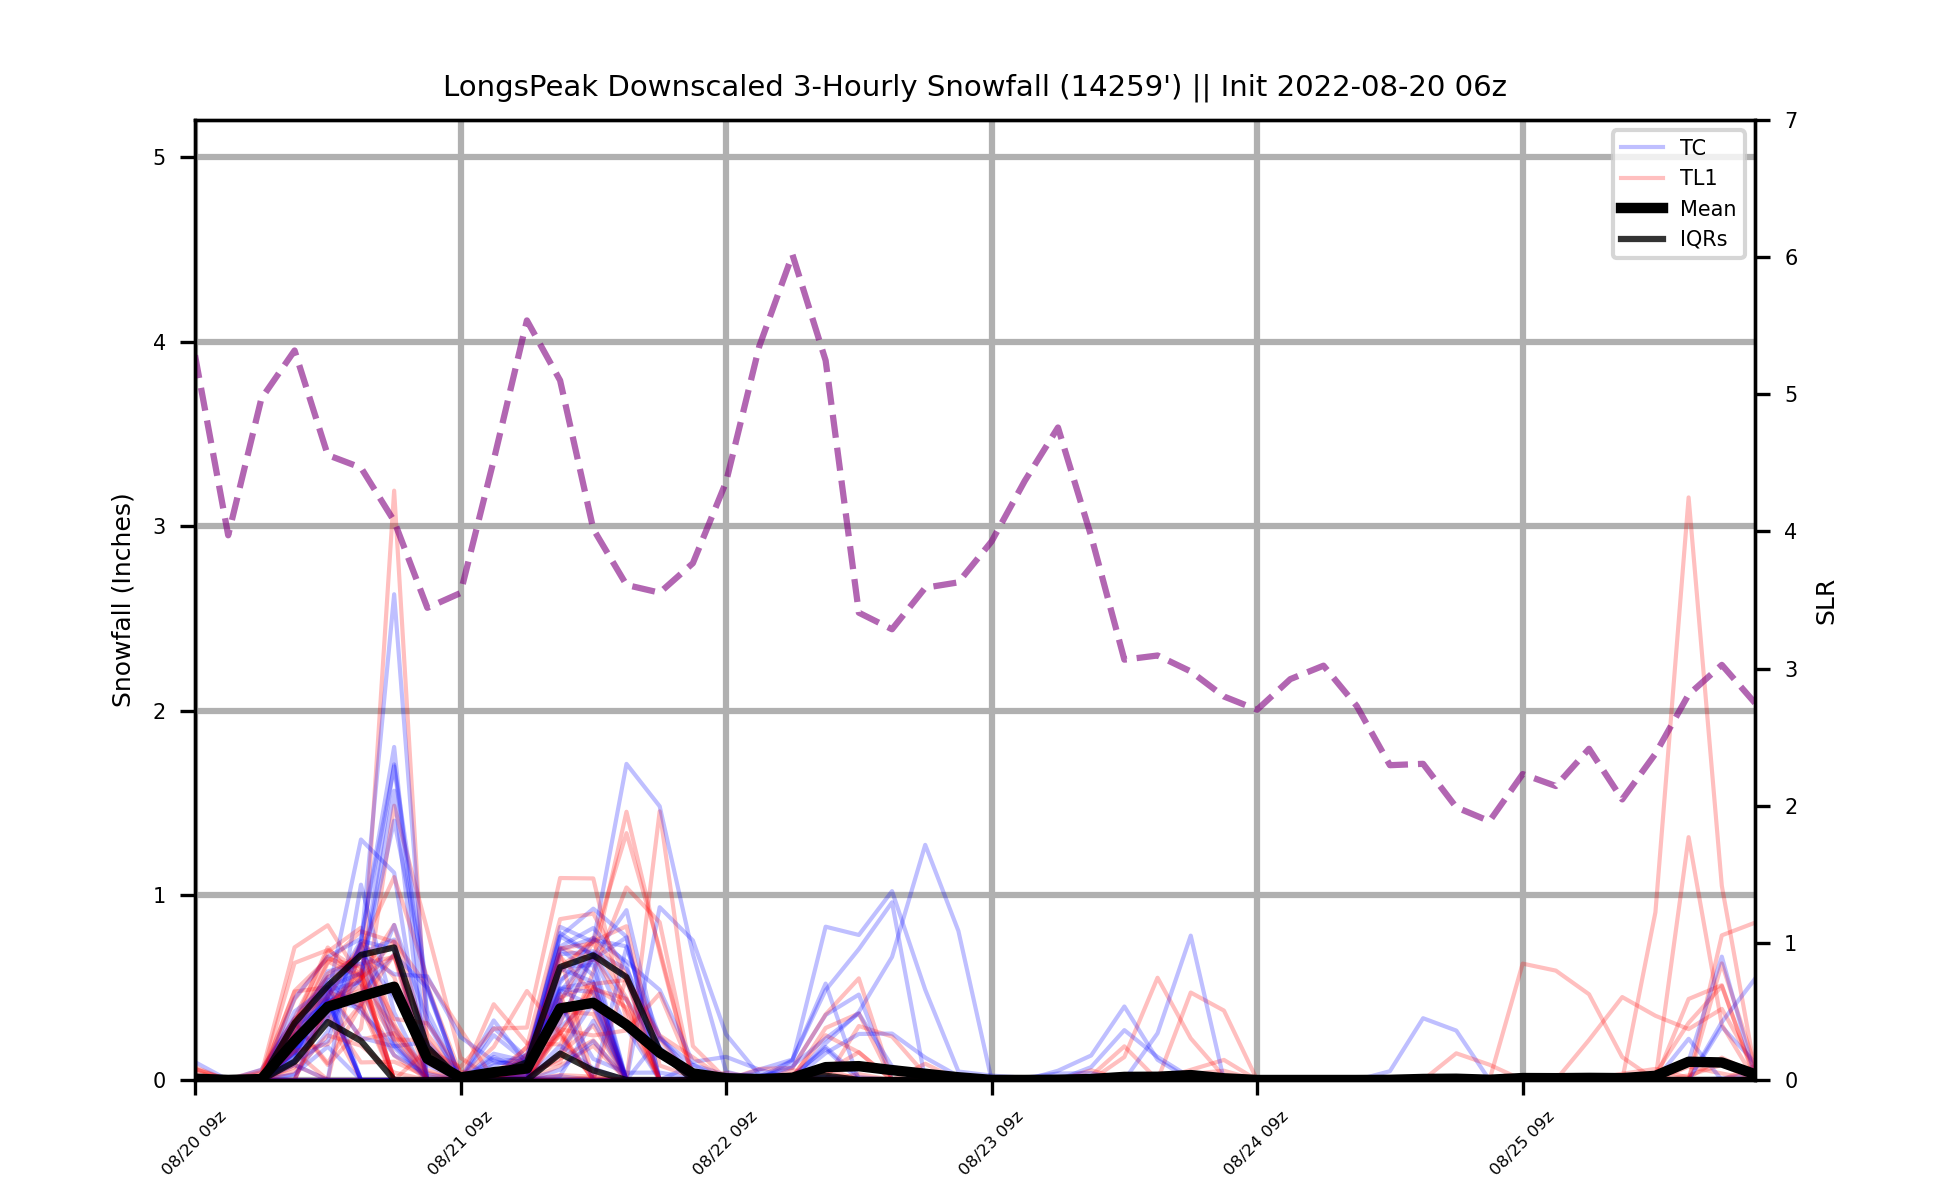 LongsPeak Downscaled 3-Hourly Snowfall (14259') || Init 2022-08-20 06z
TC
TL1
Mean
IQRs
Snowfall (Inches)
5
4
3
2
1
0
SLR
7
6
5
4
3
2
1
0
08/20 09z
08/21 09z
08/22 09z
08/23 09z
08/24 09z
08/25 09z